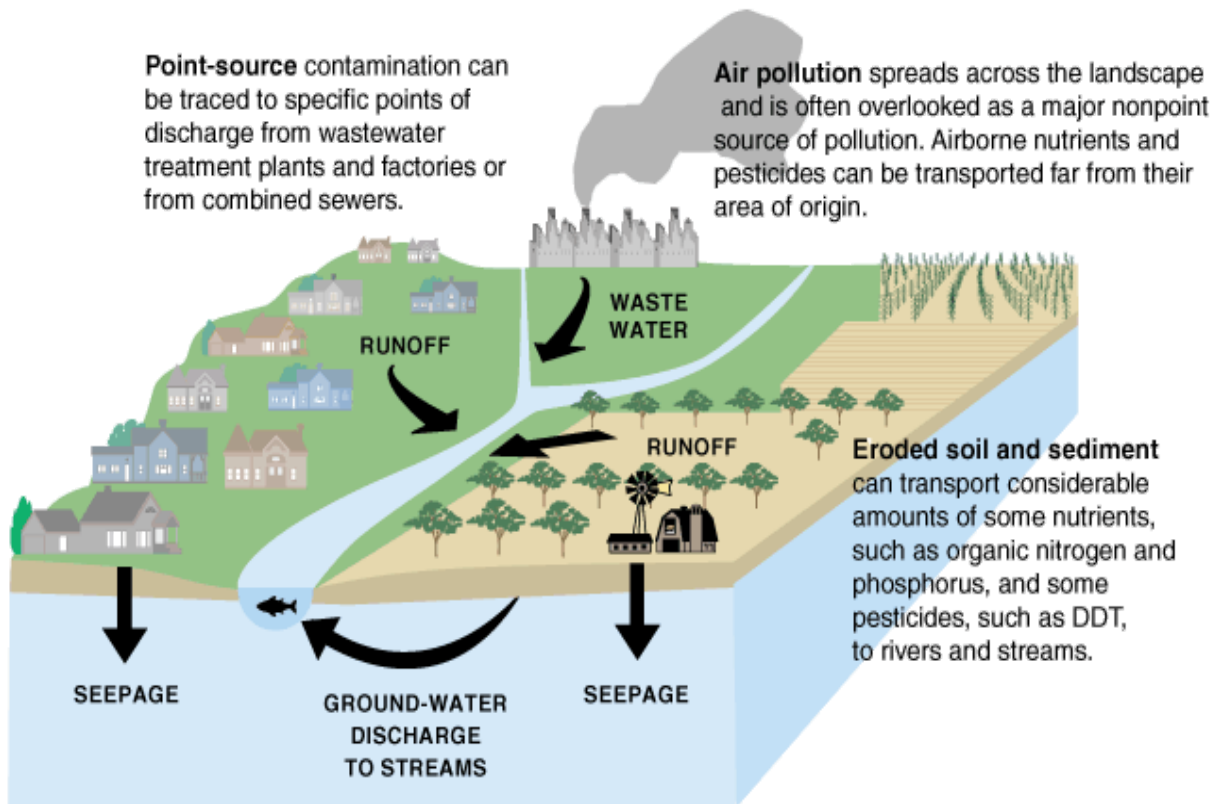 Point-source contamination can
be traced to specific points of
discharge from wastewater
treatment plants and factories or
from combined sewers.
Air pollution spreads across the landscape
and is often overlooked as a major nonpoint
source of pollution. Airborne nutrients and
pesticides can be transported far from their
area of origin.
WASTE
WATER
RUNOFF
RUNOFF
Eroded soil and sediment
can transport considerable
amounts of some nutrients,
such as organic nitrogen and
phosphorus, and some
pesticides, such as DDT,
to rivers and streams.
SEEPAGE
GROUND-WATER
DISCHARGE
TO STREAMS
SEEPAGE